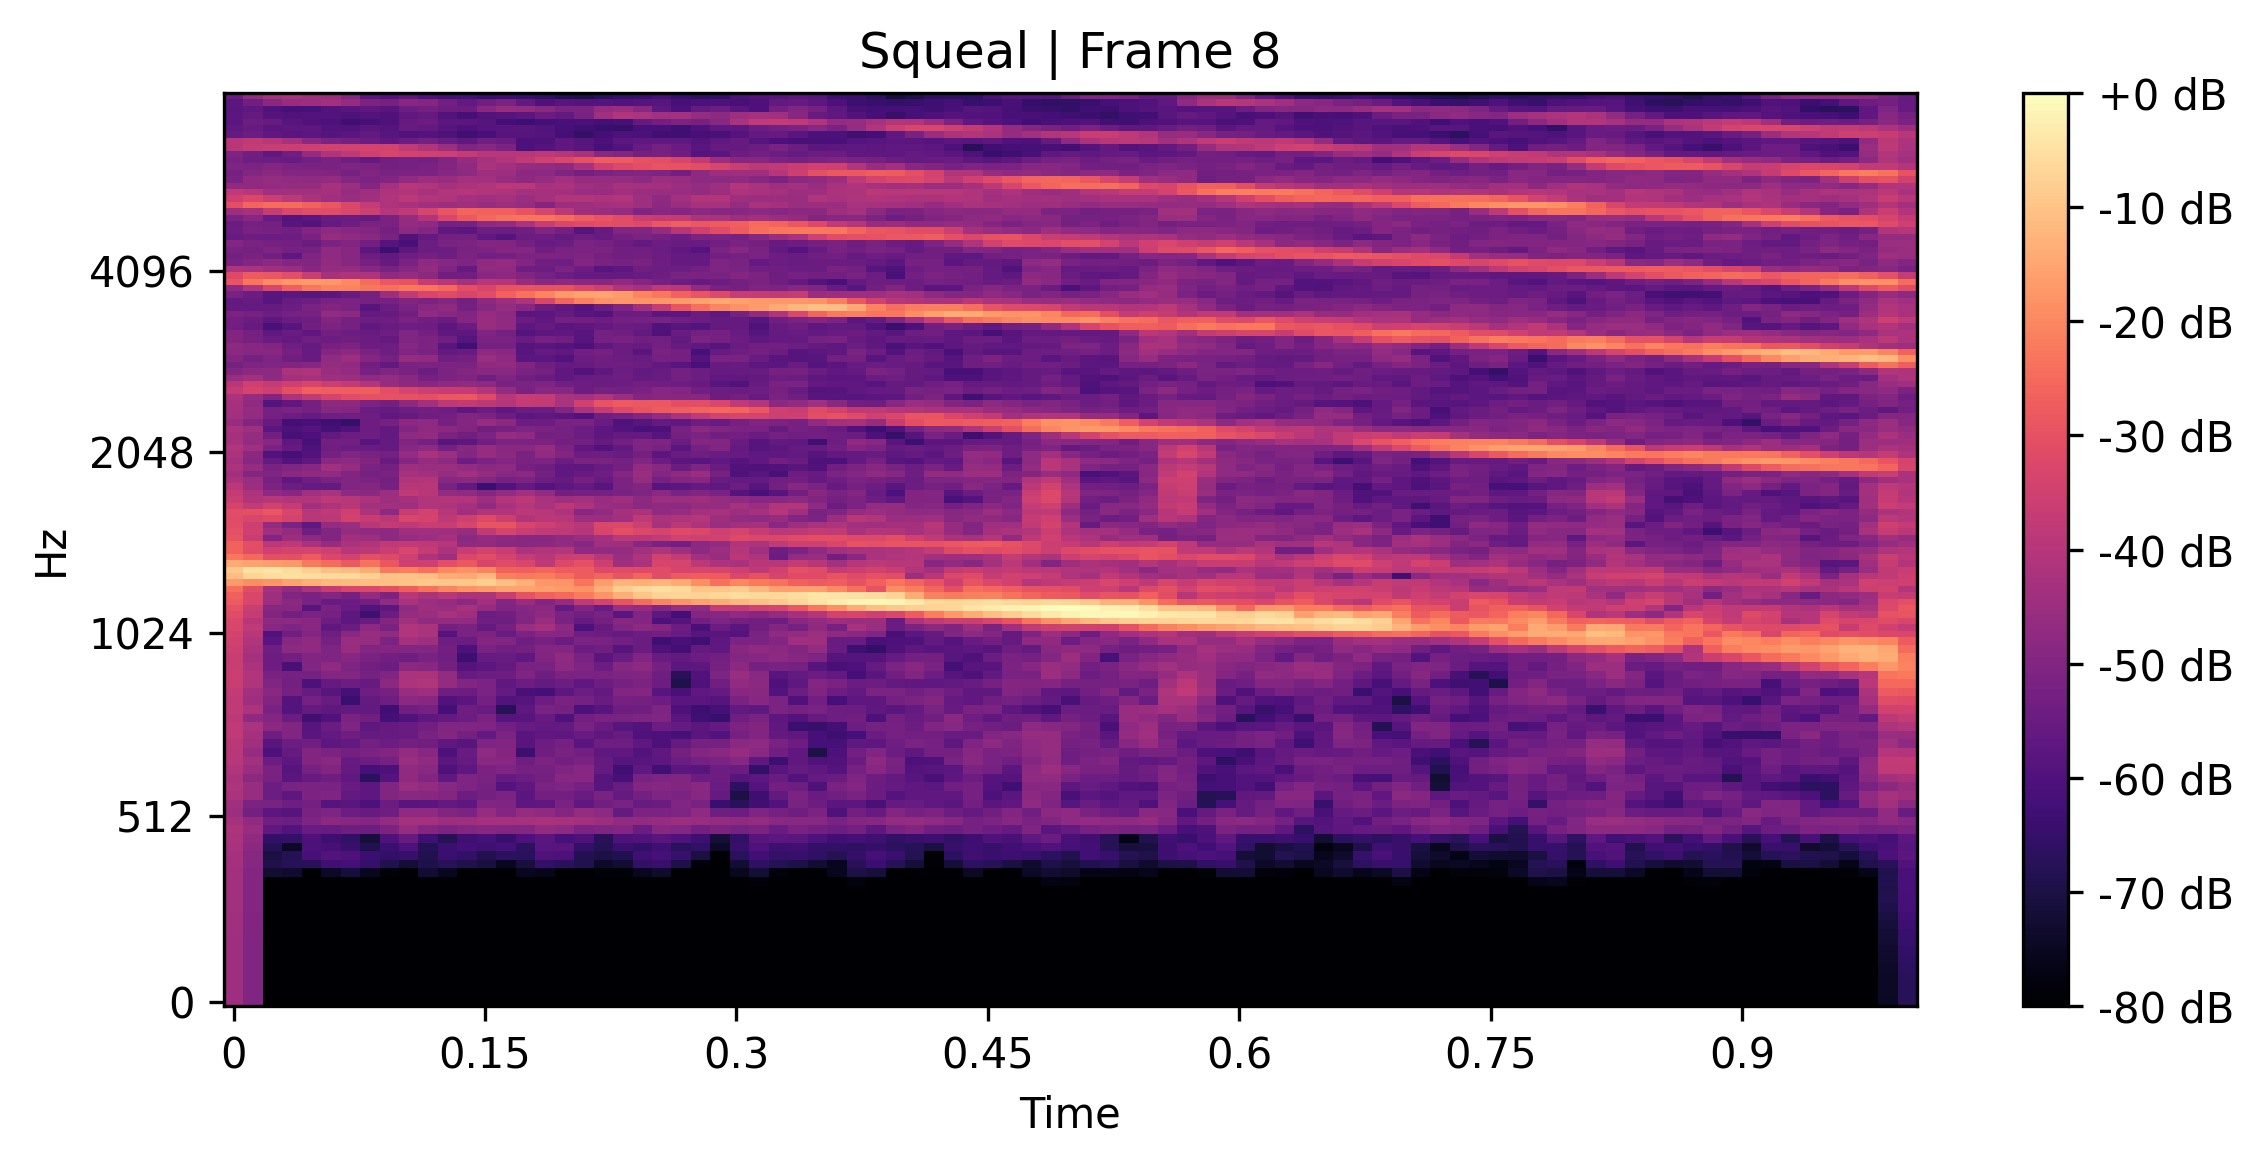 Squeal | Frame 8
+0 dB
-10 dB
-20 dB
-30 dB
-40 dB
-50 dB
-60 dB
-70 dB
-80 dB
Hz
4096
2048
1024
512
0
0 0.15 0.3 0.45 0.6 0.75 0.9
Time